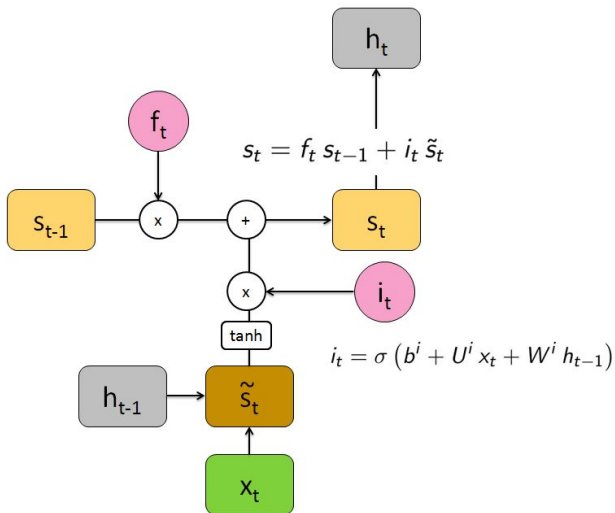 h_t
f_t
s_t = f_t s_{t-1} + i_t s̃_t
s_{t-1}
x
+
s_t
x
i_t
tanh
i_t = σ (b^i + U^i x_t + W^i h_{t-1})
h_{t-1}
s̃_t
x_t